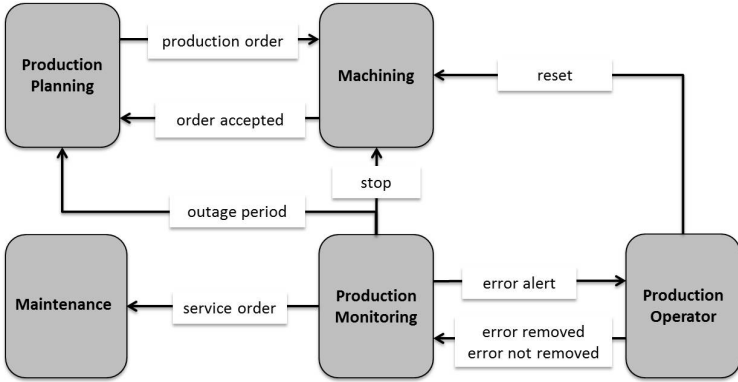 Production
Planning
production order
Machining
reset
order accepted
stop
outage period
Maintenance
service order
Production
Monitoring
error alert
error removed
error not removed
Production
Operator